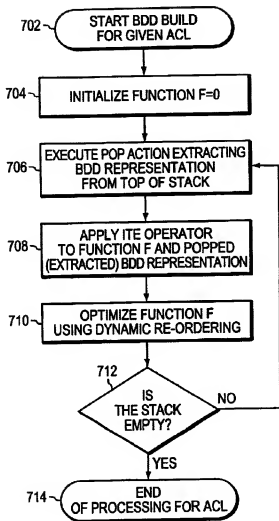 702
START BDD BUILD
FOR GIVEN ACL
704
INITIALIZE FUNCTION F=0
706
EXECUTE POP ACTION EXTRACTING
BDD REPRESENTATION
FROM TOP OF STACK
708
APPLY ITE OPERATOR
TO FUNCTION F AND POPPED
(EXTRACTED) BDD REPRESENTATION
710
OPTIMIZE FUNCTION F
USING DYNAMIC RE-ORDERING
712
IS
THE STACK
EMPTY?
NO
YES
714
END
OF PROCESSING FOR ACL